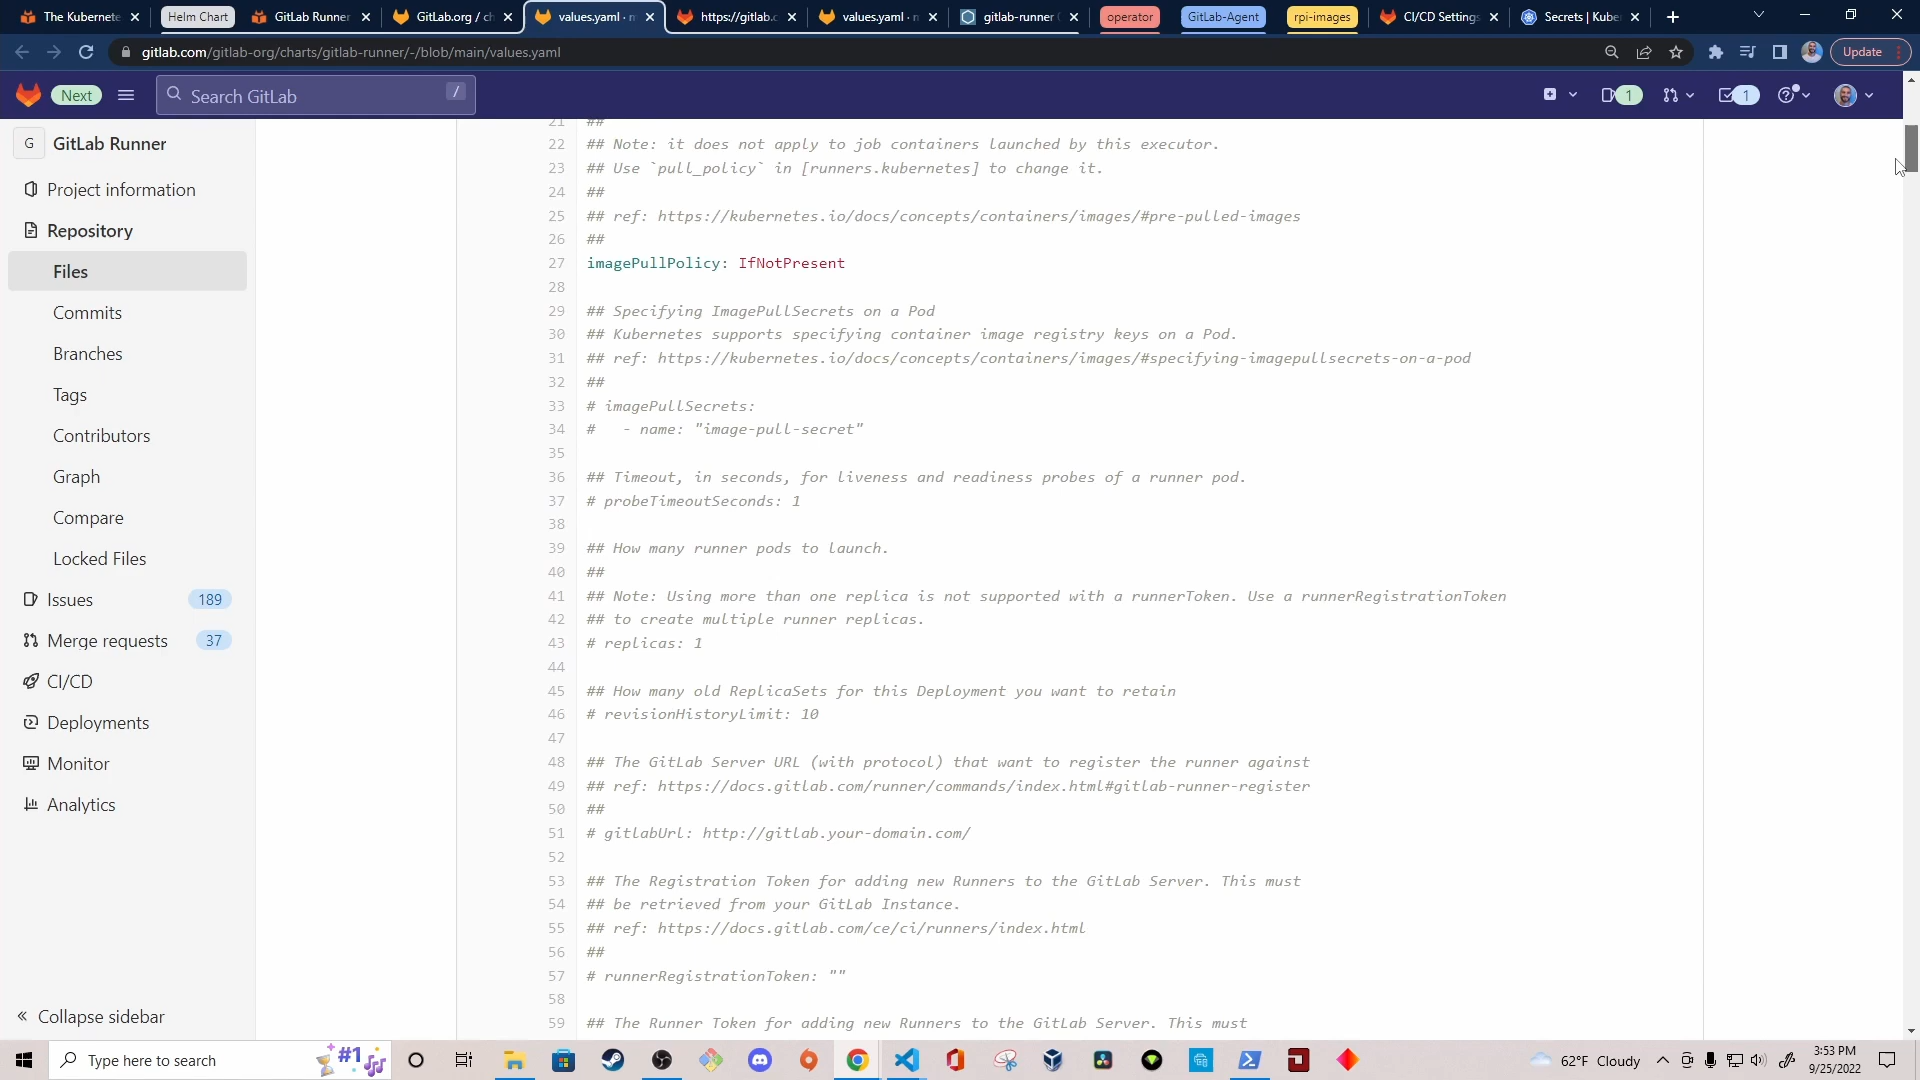 The Kubernete
Helm Chart
GitLab Runner
GitLab.org / ch
values.yaml · m
https://gitlab.c
values.yaml · m
gitlab-runner
operator
GitLab-Agent
rpi-images
CI/CD Settings
Secrets | Kube
gitlab.com/gitlab-org/charts/gitlab-runner/-/blob/main/values.yaml
Update
Next
Search GitLab
/
1
1
G GitLab Runner
Project information
Repository
Files
Commits
Branches
Tags
Contributors
Graph
Compare
Locked Files
Issues 189
Merge requests 37
CI/CD
Deployments
Monitor
Analytics
Collapse sidebar
21 ##
22 ## Note: it does not apply to job containers launched by this executor.
23 ## Use `pull_policy` in [runners.kubernetes] to change it.
24 ##
25 ## ref: https://kubernetes.io/docs/concepts/containers/images/#pre-pulled-images
26 ##
27 imagePullPolicy: IfNotPresent
28
29 ## Specifying ImagePullSecrets on a Pod
30 ## Kubernetes supports specifying container image registry keys on a Pod.
31 ## ref: https://kubernetes.io/docs/concepts/containers/images/#specifying-imagepullsecrets-on-a-pod
32 ##
33 # imagePullSecrets:
34 #   - name: "image-pull-secret"
35
36 ## Timeout, in seconds, for liveness and readiness probes of a runner pod.
37 # probeTimeoutSeconds: 1
38
39 ## How many runner pods to launch.
40 ##
41 ## Note: Using more than one replica is not supported with a runnerToken. Use a runnerRegistrationToken
42 ## to create multiple runner replicas.
43 # replicas: 1
44
45 ## How many old ReplicaSets for this Deployment you want to retain
46 # revisionHistoryLimit: 10
47
48 ## The GitLab Server URL (with protocol) that want to register the runner against
49 ## ref: https://docs.gitlab.com/runner/commands/index.html#gitlab-runner-register
50 ##
51 # gitlabUrl: http://gitlab.your-domain.com/
52
53 ## The Registration Token for adding new Runners to the GitLab Server. This must
54 ## be retrieved from your GitLab Instance.
55 ## ref: https://docs.gitlab.com/ce/ci/runners/index.html
56 ##
57 # runnerRegistrationToken: ""
58
59 ## The Runner Token for adding new Runners to the GitLab Server. This must
Type here to search
#1
62°F Cloudy
3:53 PM
9/25/2022